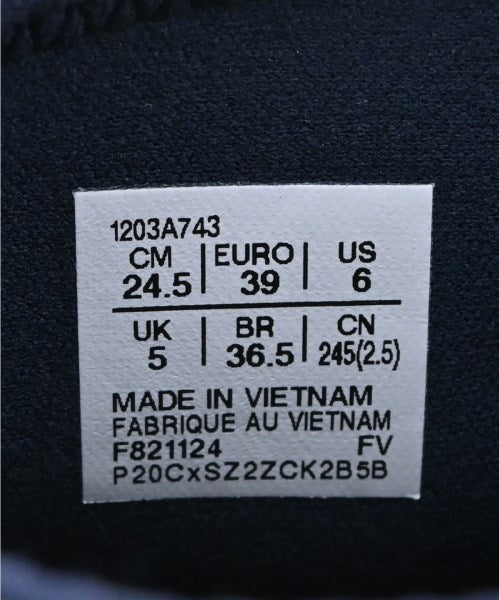 1203A743
CM | EURO | US
24.5 | 39 | 6
UK | BR | CN
5 | 36.5 | 245(2.5)
MADE IN VIETNAM
FABRIQUE AU VIETNAM
F821124 FV
P20CxSZ2ZCK2B5B